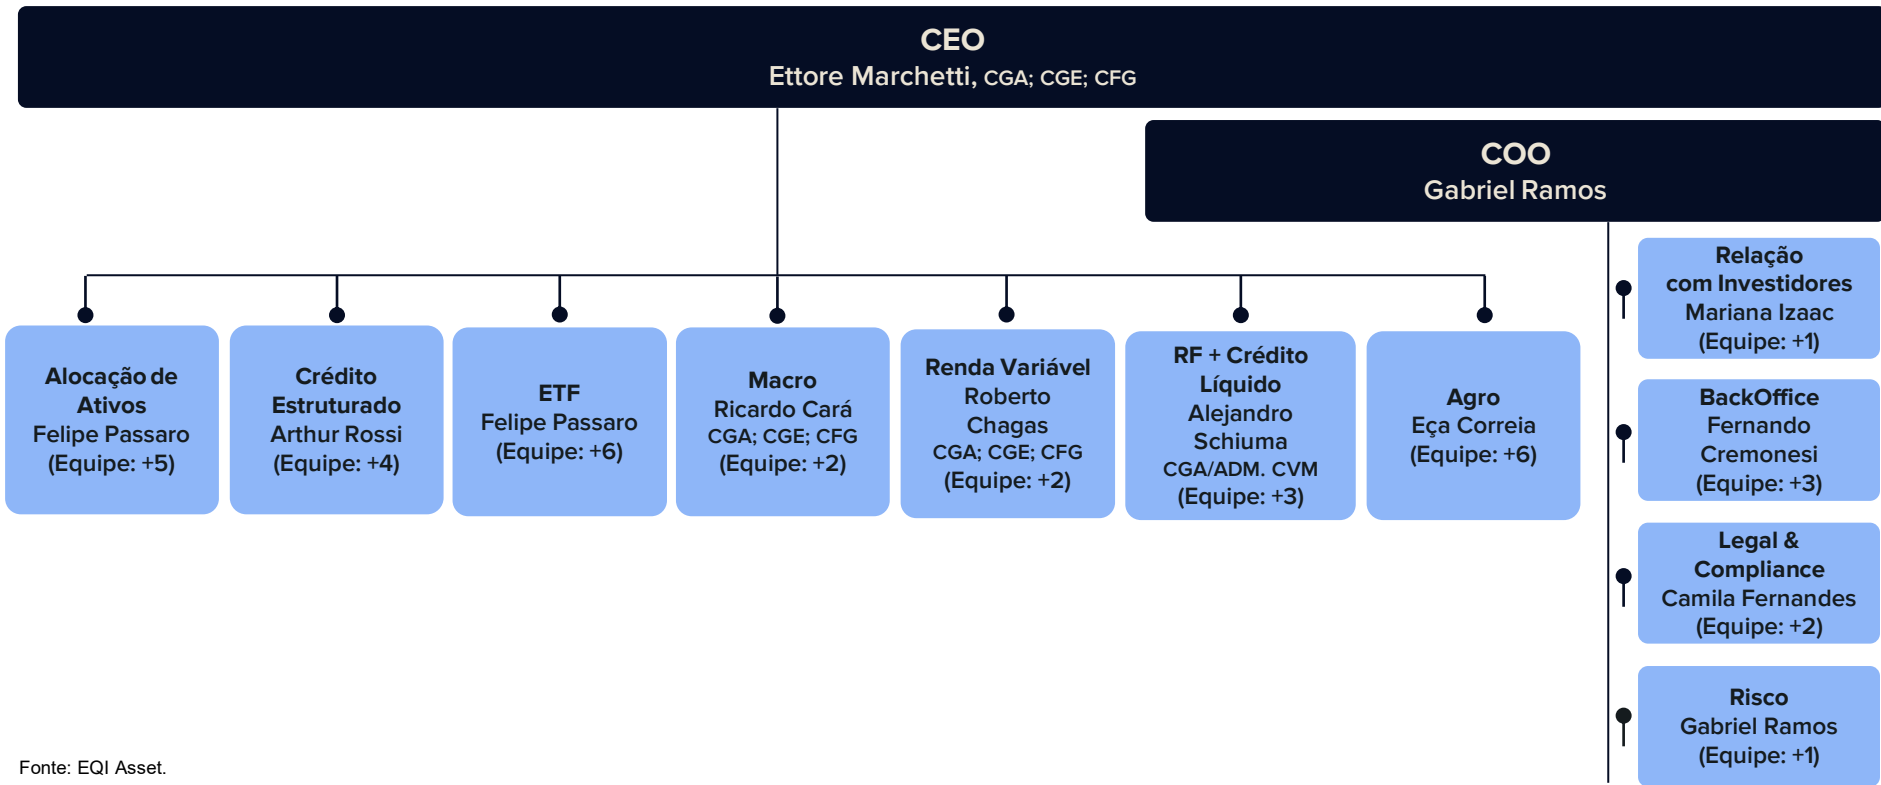 CEO
Ettore Marchetti, CGA; CGE; CFG
COO
Gabriel Ramos
Alocação de
Ativos
Felipe Passaro
(Equipe: +5)
Crédito
Estruturado
Arthur Rossi
(Equipe: +4)
ETF
Felipe Passaro
(Equipe: +6)
Macro
Ricardo Cará
CGA; CGE; CFG
(Equipe: +2)
Renda Variável
Roberto
Chagas
CGA; CGE; CFG
(Equipe: +2)
RF + Crédito
Líquido
Alejandro
Schiuma
CGA/ADM. CVM
(Equipe: +3)
Agro
Eça Correia
(Equipe: +6)
Relação
com Investidores
Mariana Izaac
(Equipe: +1)
BackOffice
Fernando
Cremonesi
(Equipe: +3)
Legal &
Compliance
Camila Fernandes
(Equipe: +2)
Risco
Gabriel Ramos
(Equipe: +1)
Fonte: EQI Asset.